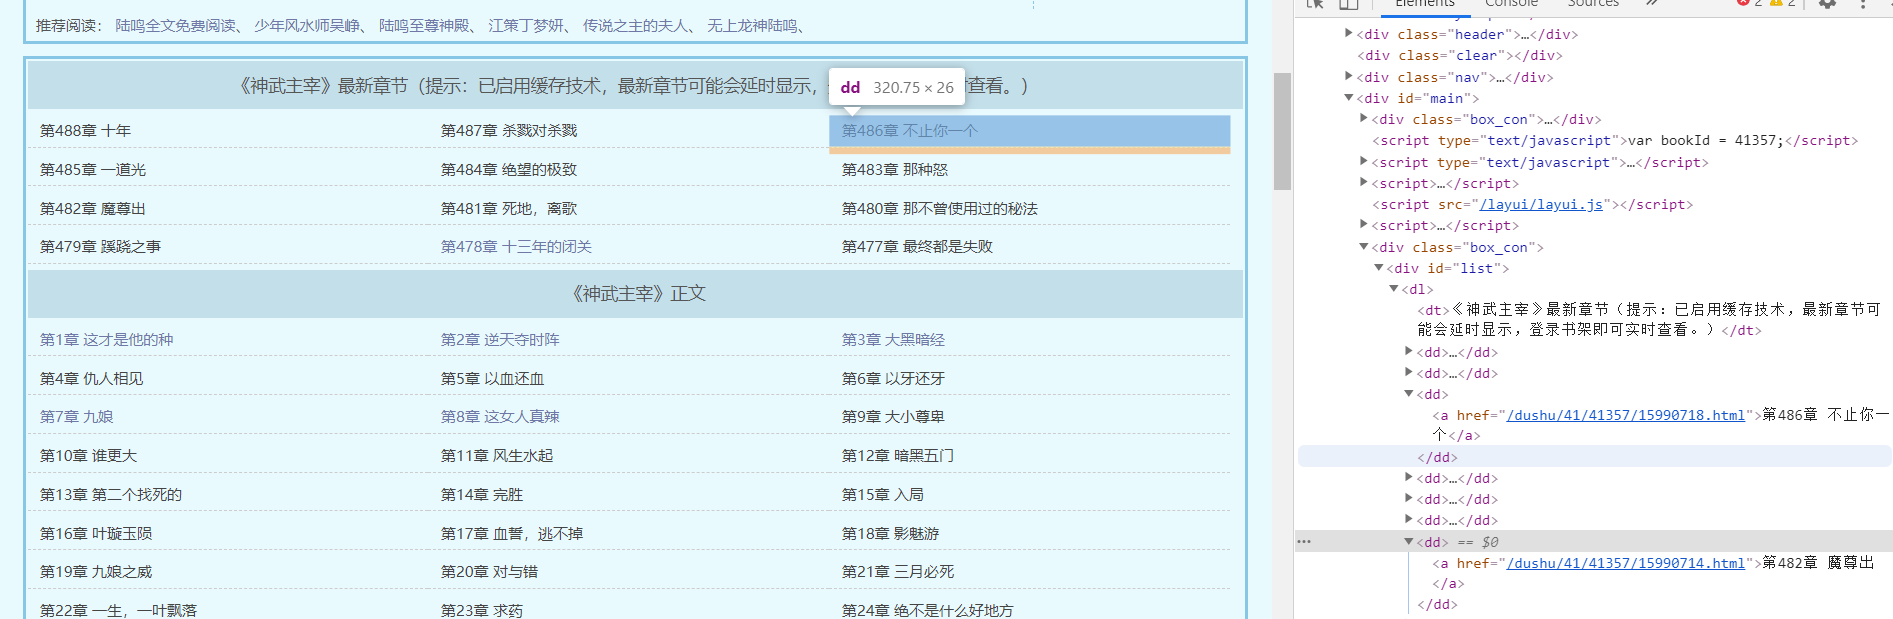 推荐阅读： 陆鸣全文免费阅读、 少年风水师吴峥、 陆鸣至尊神殿、 江策丁梦妍、 传说之主的夫人、 无上龙神陆鸣、
《神武主宰》最新章节（提示：已启用缓存技术，最新章节可能会延时显示， 时查看。）
dd 320.75 × 26
第488章 十年 第487章 杀戮对杀戮 第486章 不止你一个
第485章 一道光 第484章 绝望的极致 第483章 那种怒
第482章 魔尊出 第481章 死地，离歌 第480章 那不曾使用过的秘法
第479章 蹊跷之事 第478章 十三年的闭关 第477章 最终都是失败
《神武主宰》正文
第1章 这才是他的种 第2章 逆天夺时阵 第3章 大黑暗经
第4章 仇人相见 第5章 以血还血 第6章 以牙还牙
第7章 九娘 第8章 这女人真辣 第9章 大小尊卑
第10章 谁更大 第11章 风生水起 第12章 暗黑五门
第13章 第二个找死的 第14章 完胜 第15章 入局
第16章 叶璇玉陨 第17章 血誓，逃不掉 第18章 影魅游
第19章 九娘之威 第20章 对与错 第21章 三月必死
第22章 一生，一叶飘落 第23章 求药 第24章 绝不是什么好地方
Elements Console Sources » 2 2
<div class="header">…</div>
<div class="clear"></div>
<div class="nav">…</div>
<div id="main">
<div class="box_con">…</div>
<script type="text/javascript">var bookId = 41357;</script>
<script type="text/javascript">…</script>
<script>…</script>
<script src="/layui/layui.js"></script>
<script>…</script>
<div class="box_con">
<div id="list">
<dl>
<dt>《神武主宰》最新章节（提示：已启用缓存技术，最新章节可
能会延时显示，登录书架即可实时查看。）</dt>
<dd>…</dd>
<dd>…</dd>
<dd>
<a href="/dushu/41/41357/15990718.html">第486章 不止你一
个</a>
</dd>
<dd>…</dd>
<dd>…</dd>
<dd>…</dd>
<dd> == $0
<a href="/dushu/41/41357/15990714.html">第482章 魔尊出
</a>
</dd>